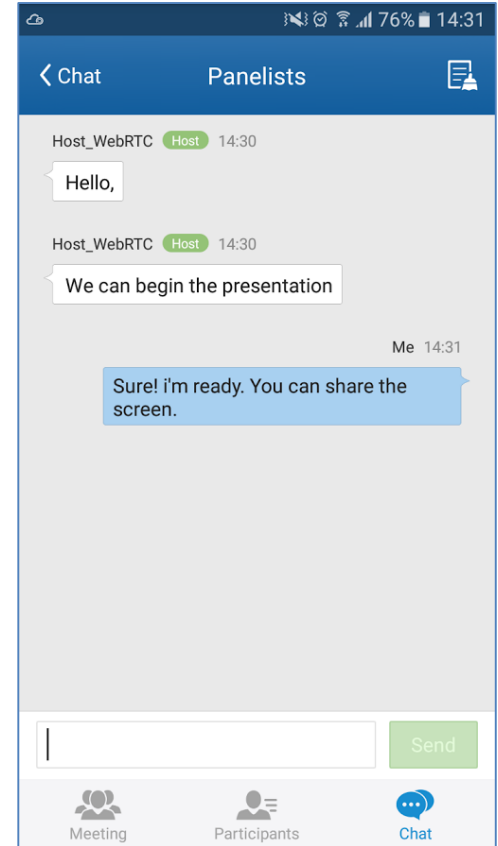 76% 14:31
Chat Panelists
Host_WebRTC Host 14:30
Hello,
Host_WebRTC Host 14:30
We can begin the presentation
Me 14:31
Sure! i'm ready. You can share the
screen.
Send
Meeting Participants Chat